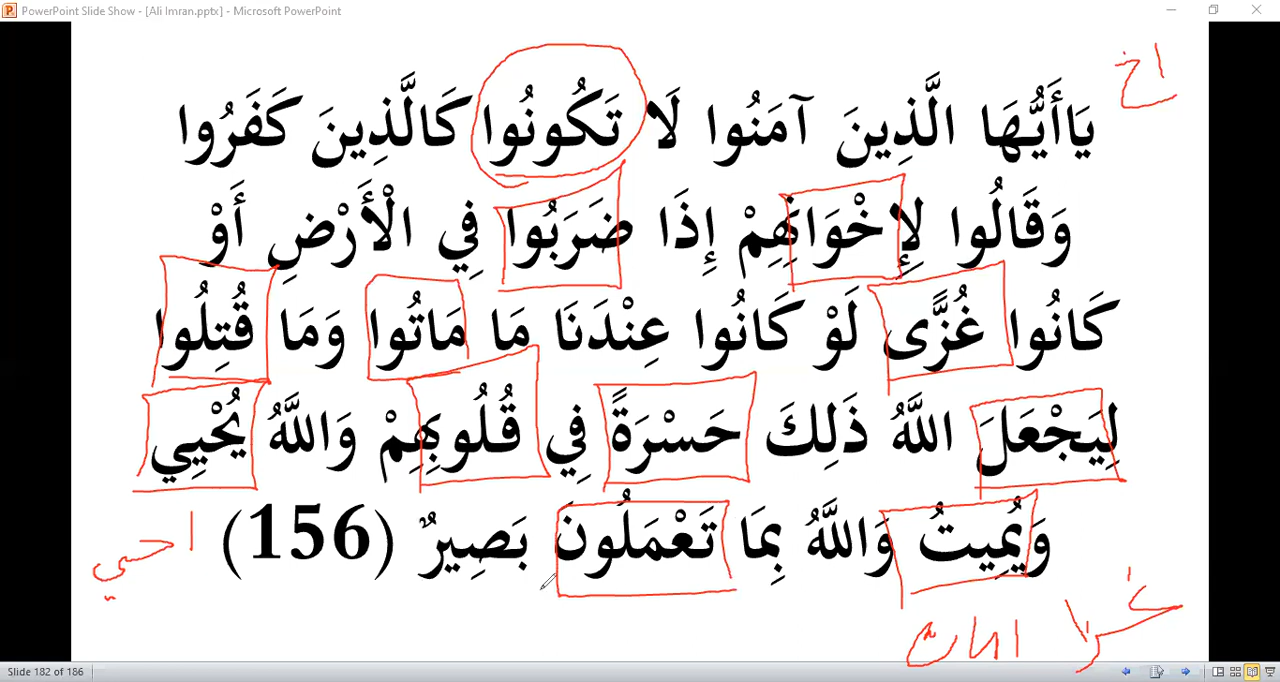 PowerPoint Slide Show - [Ali Imran.pptx] - Microsoft PowerPoint
اخ
يَاأَيُّهَا الَّذِينَ آمَنُوا لَا تَكُونُوا كَالَّذِينَ كَفَرُوا
وَقَالُوا لِإِخْوَانِهِمْ إِذَا ضَرَبُوا فِي الْأَرْضِ أَوْ
كَانُوا غُزًّى لَوْ كَانُوا عِنْدَنَا مَا مَاتُوا وَمَا قُتِلُوا
لِيَجْعَلَ اللَّهُ ذَلِكَ حَسْرَةً فِي قُلُوبِهِمْ وَاللَّهُ يُحْيِي
وَيُمِيتُ وَاللَّهُ بِمَا تَعْمَلُونَ بَصِيرٌ (156)
احيي
Slide 182 of 186